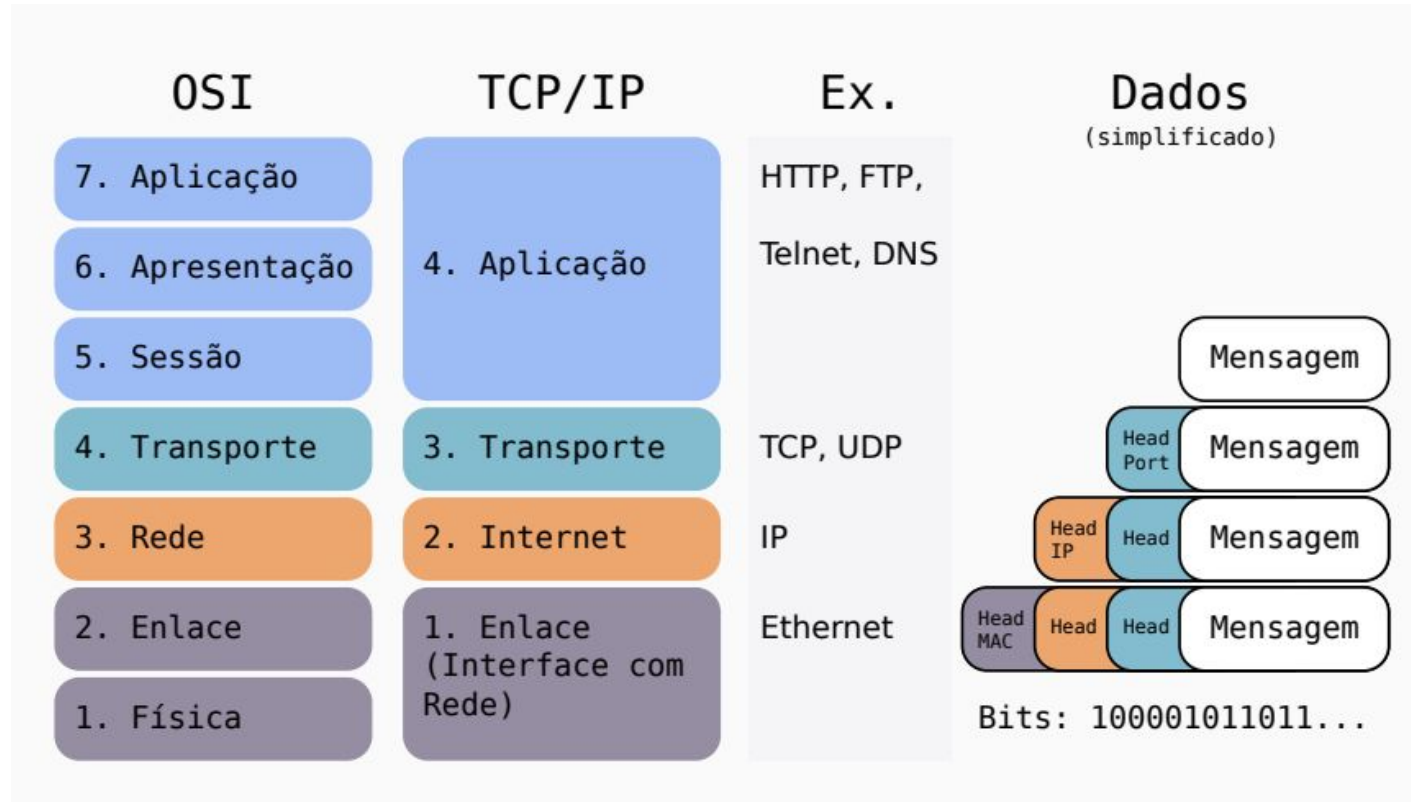 OSI
TCP/IP
Ex.
Dados
(simplificado)
7. Aplicação
6. Apresentação
5. Sessão
4. Transporte
3. Rede
2. Enlace
1. Física
4. Aplicação
3. Transporte
2. Internet
1. Enlace
(Interface com
Rede)
HTTP, FTP,
Telnet, DNS
TCP, UDP
IP
Ethernet
Mensagem
Head
Port
Mensagem
Head
IP
Head
Mensagem
Head
MAC
Head
Head
Mensagem
Bits: 100001011011...